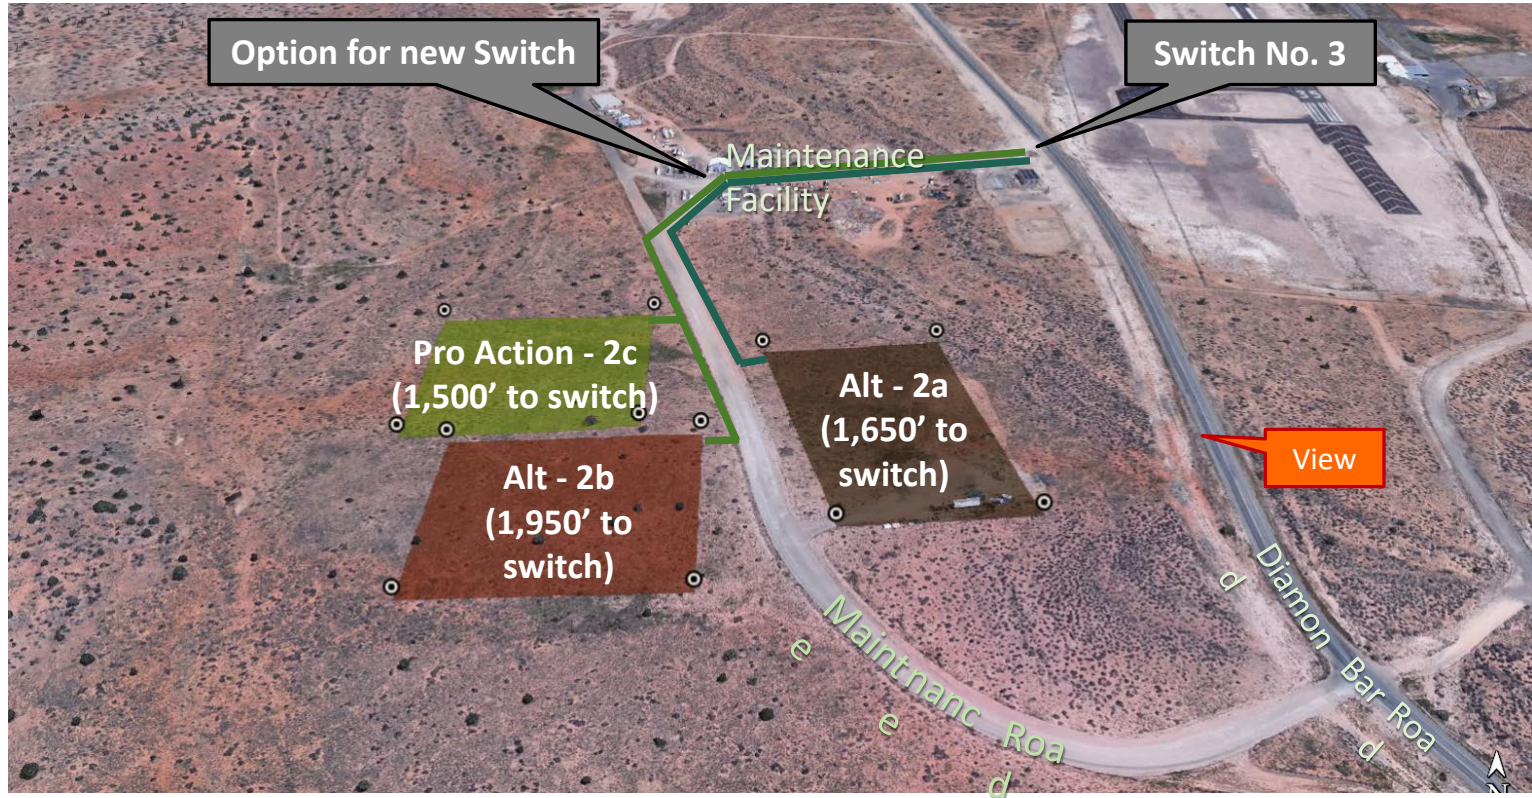 Option for new Switch
Switch No. 3
Maintenance
Facility
Pro Action - 2c
(1,500’ to switch)
Alt - 2a
(1,650’ to
switch)
View
Alt - 2b
(1,950’ to
switch)
Diamon
d
Bar
Roa
d
Maintnanc
e
e
Roa
d
N